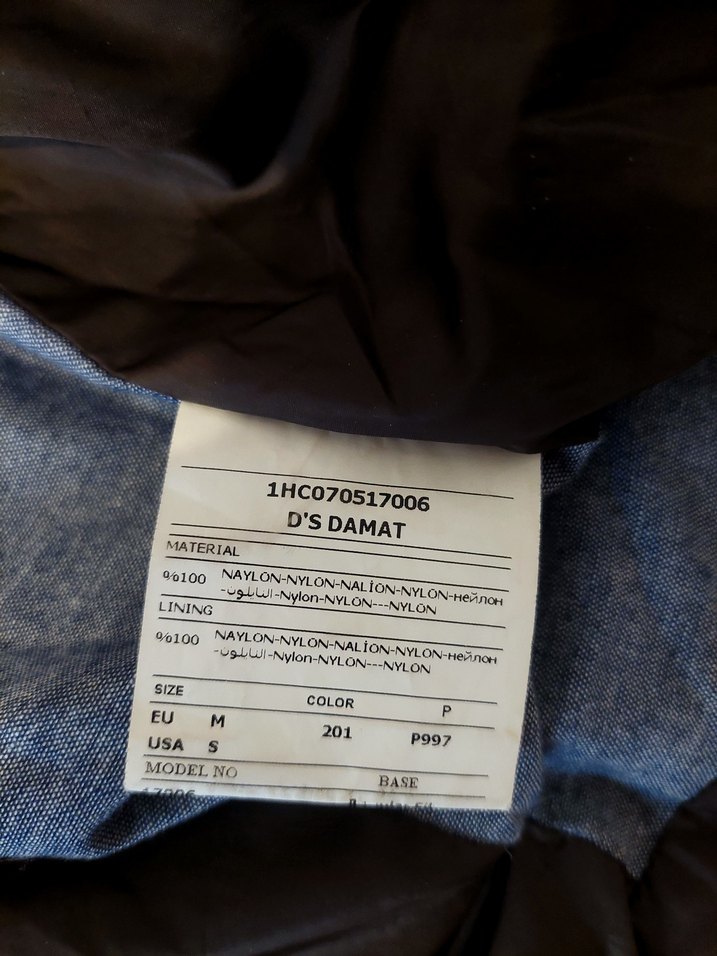 1HC070517006
D'S DAMAT
MATERIAL
%100 NAYLON-NYLON-NALİON-NYLON-нейлон
-النايلون-Nylon-NYLON---NYLON
LINING
%100 NAYLON-NYLON-NALİON-NYLON-нейлон
-النايلون-Nylon-NYLON---NYLON
SIZE COLOR P
EU M 201 P997
USA S
MODEL NO BASE
17006